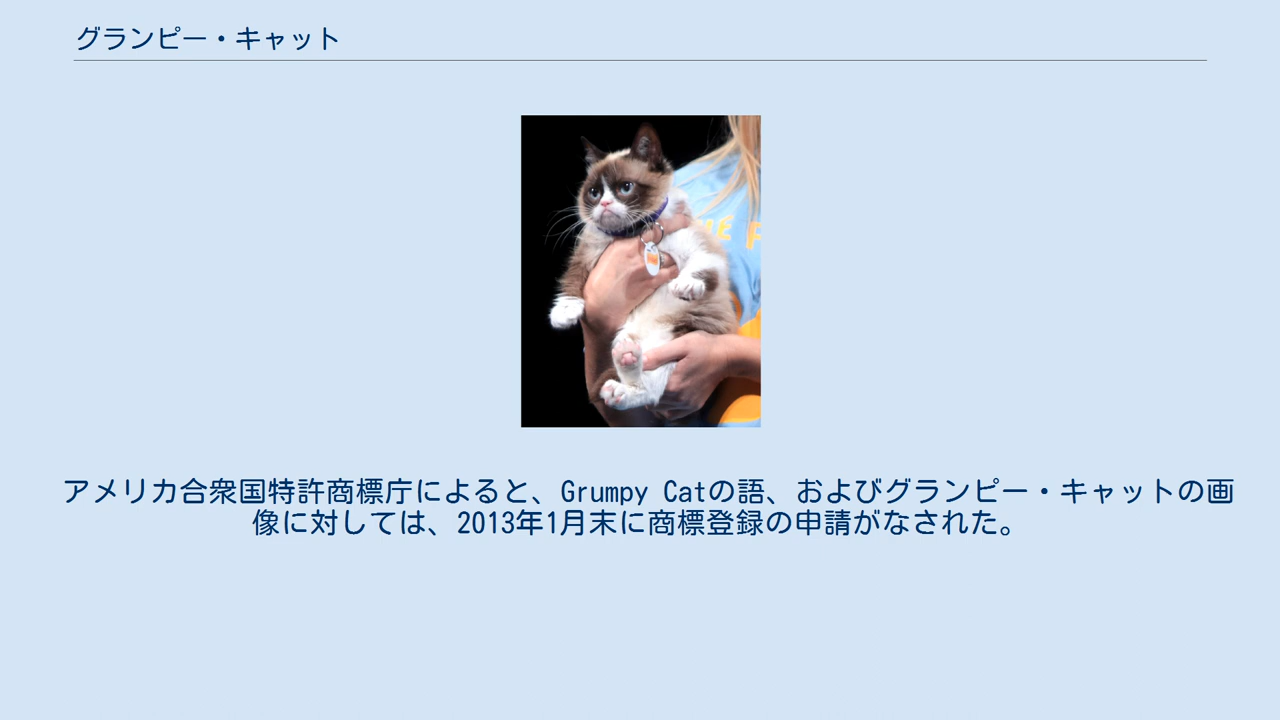 グランピー・キャット
アメリカ合衆国特許商標庁によると、Grumpy Catの語、およびグランピー・キャットの画
像に対しては、2013年1月末に商標登録の申請がなされた。